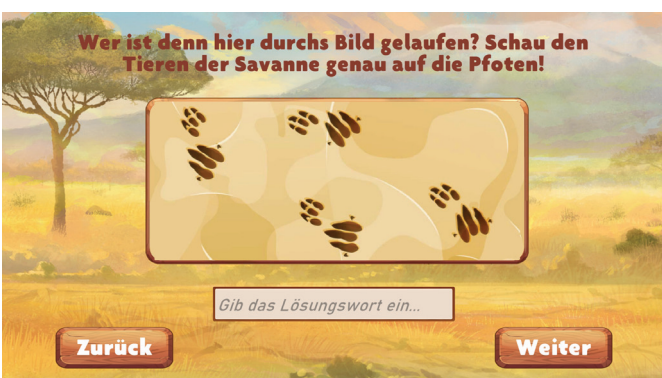 Wer ist denn hier durchs Bild gelaufen? Schau den
Tieren der Savanne genau auf die Pfoten!
Gib das Lösungswort ein...
Zurück
Weiter